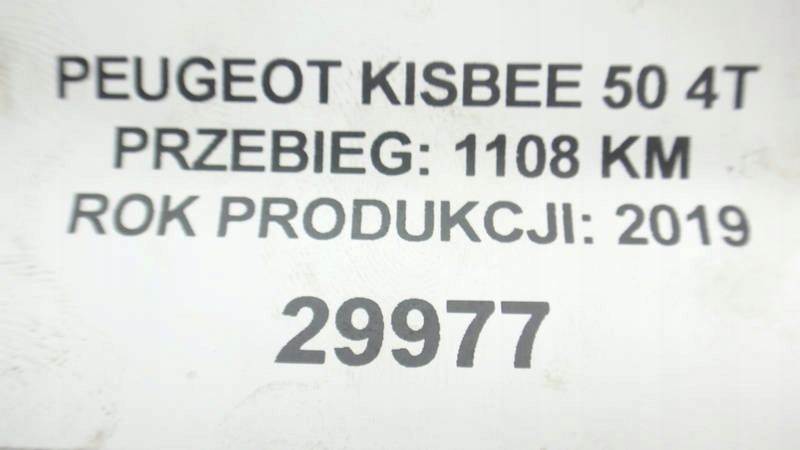 PEUGEOT KISBEE 50 4T
PRZEBIEG: 1108 KM
ROK PRODUKCJI: 2019
29977